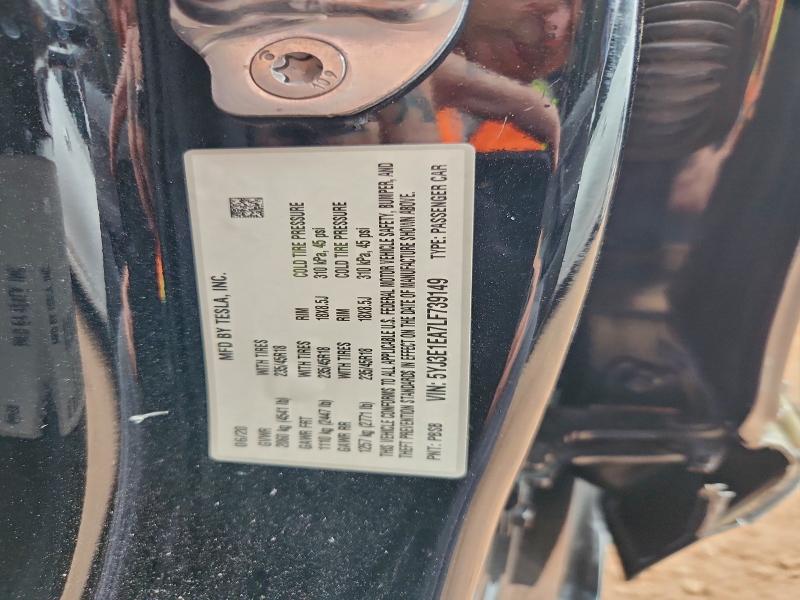 MFD BY TESLA, INC.
06/20
GVWR WITH TIRES
2060 kg (4541 lb) 235/45R18
GAWR FRT WITH TIRES RIM COLD TIRE PRESSURE
1110 kg (2447 lb) 235/45R18 18X8.5J 310 kPa, 45 psi
GAWR RR WITH TIRES RIM COLD TIRE PRESSURE
1257 kg (2771 lb) 235/45R18 18X8.5J 310 kPa, 45 psi
THIS VEHICLE CONFORMS TO ALL APPLICABLE U.S. FEDERAL MOTOR VEHICLE SAFETY, BUMPER, AND
THEFT PREVENTION STANDARDS IN EFFECT ON THE DATE OF MANUFACTURE SHOWN ABOVE.
PNT: PBSB VIN: 5YJ3E1EA7LF739149 TYPE: PASSENGER CAR
10.9